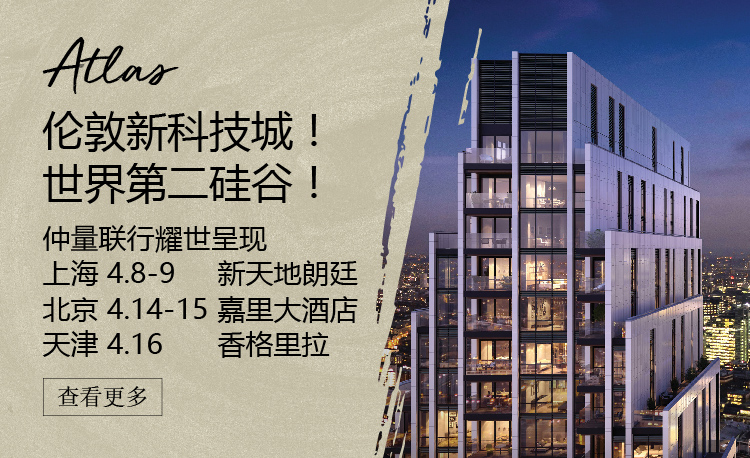 Atlas
伦敦新科技城！
世界第二硅谷！
仲量联行耀世呈现
上海 4.8-9 新天地朗廷
北京 4.14-15 嘉里大酒店
天津 4.16 香格里拉
查看更多